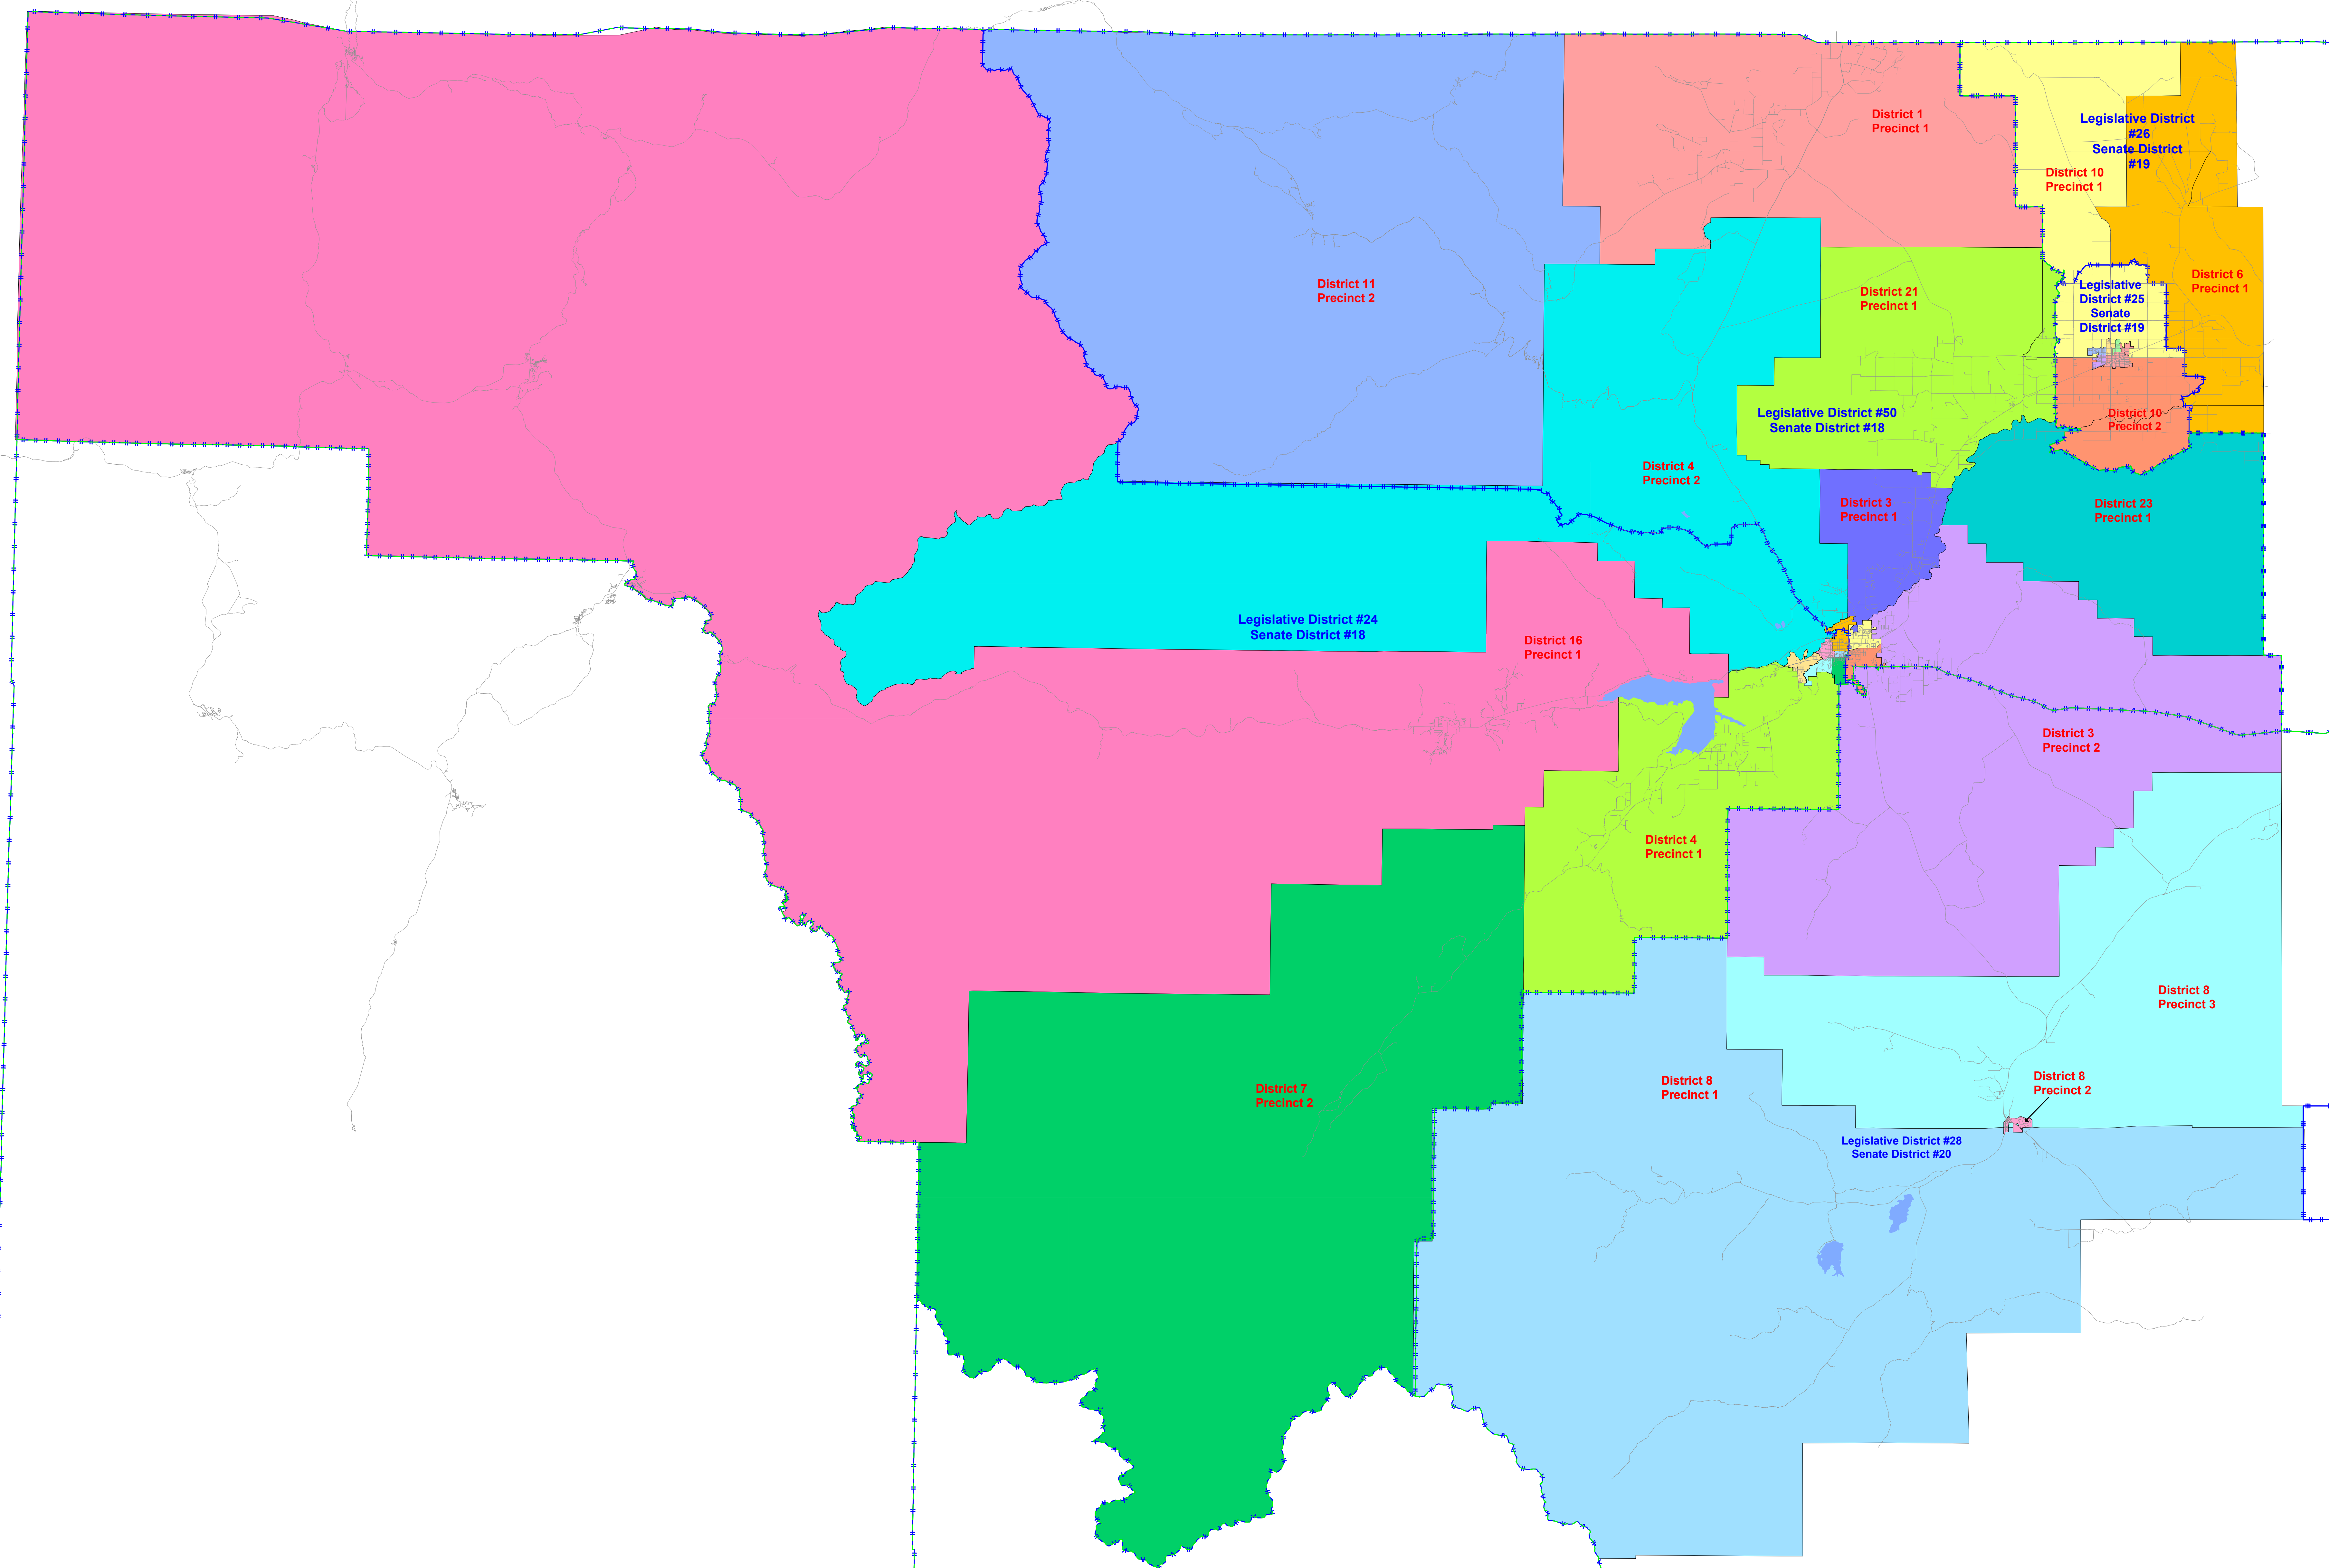 District 1
Precinct 1
Legislative District
#26
Senate District
#19
District 10
Precinct 1
District 11
Precinct 2
District 21
Precinct 1
Legislative
District #25
Senate
District #19
District 6
Precinct 1
Legislative District #50
Senate District #18
District 10
Precinct 2
District 4
Precinct 2
District 3
Precinct 1
District 23
Precinct 1
Legislative District #24
Senate District #18
District 16
Precinct 1
District 3
Precinct 2
District 4
Precinct 1
District 8
Precinct 3
District 7
Precinct 2
District 8
Precinct 1
District 8
Precinct 2
Legislative District #28
Senate District #20